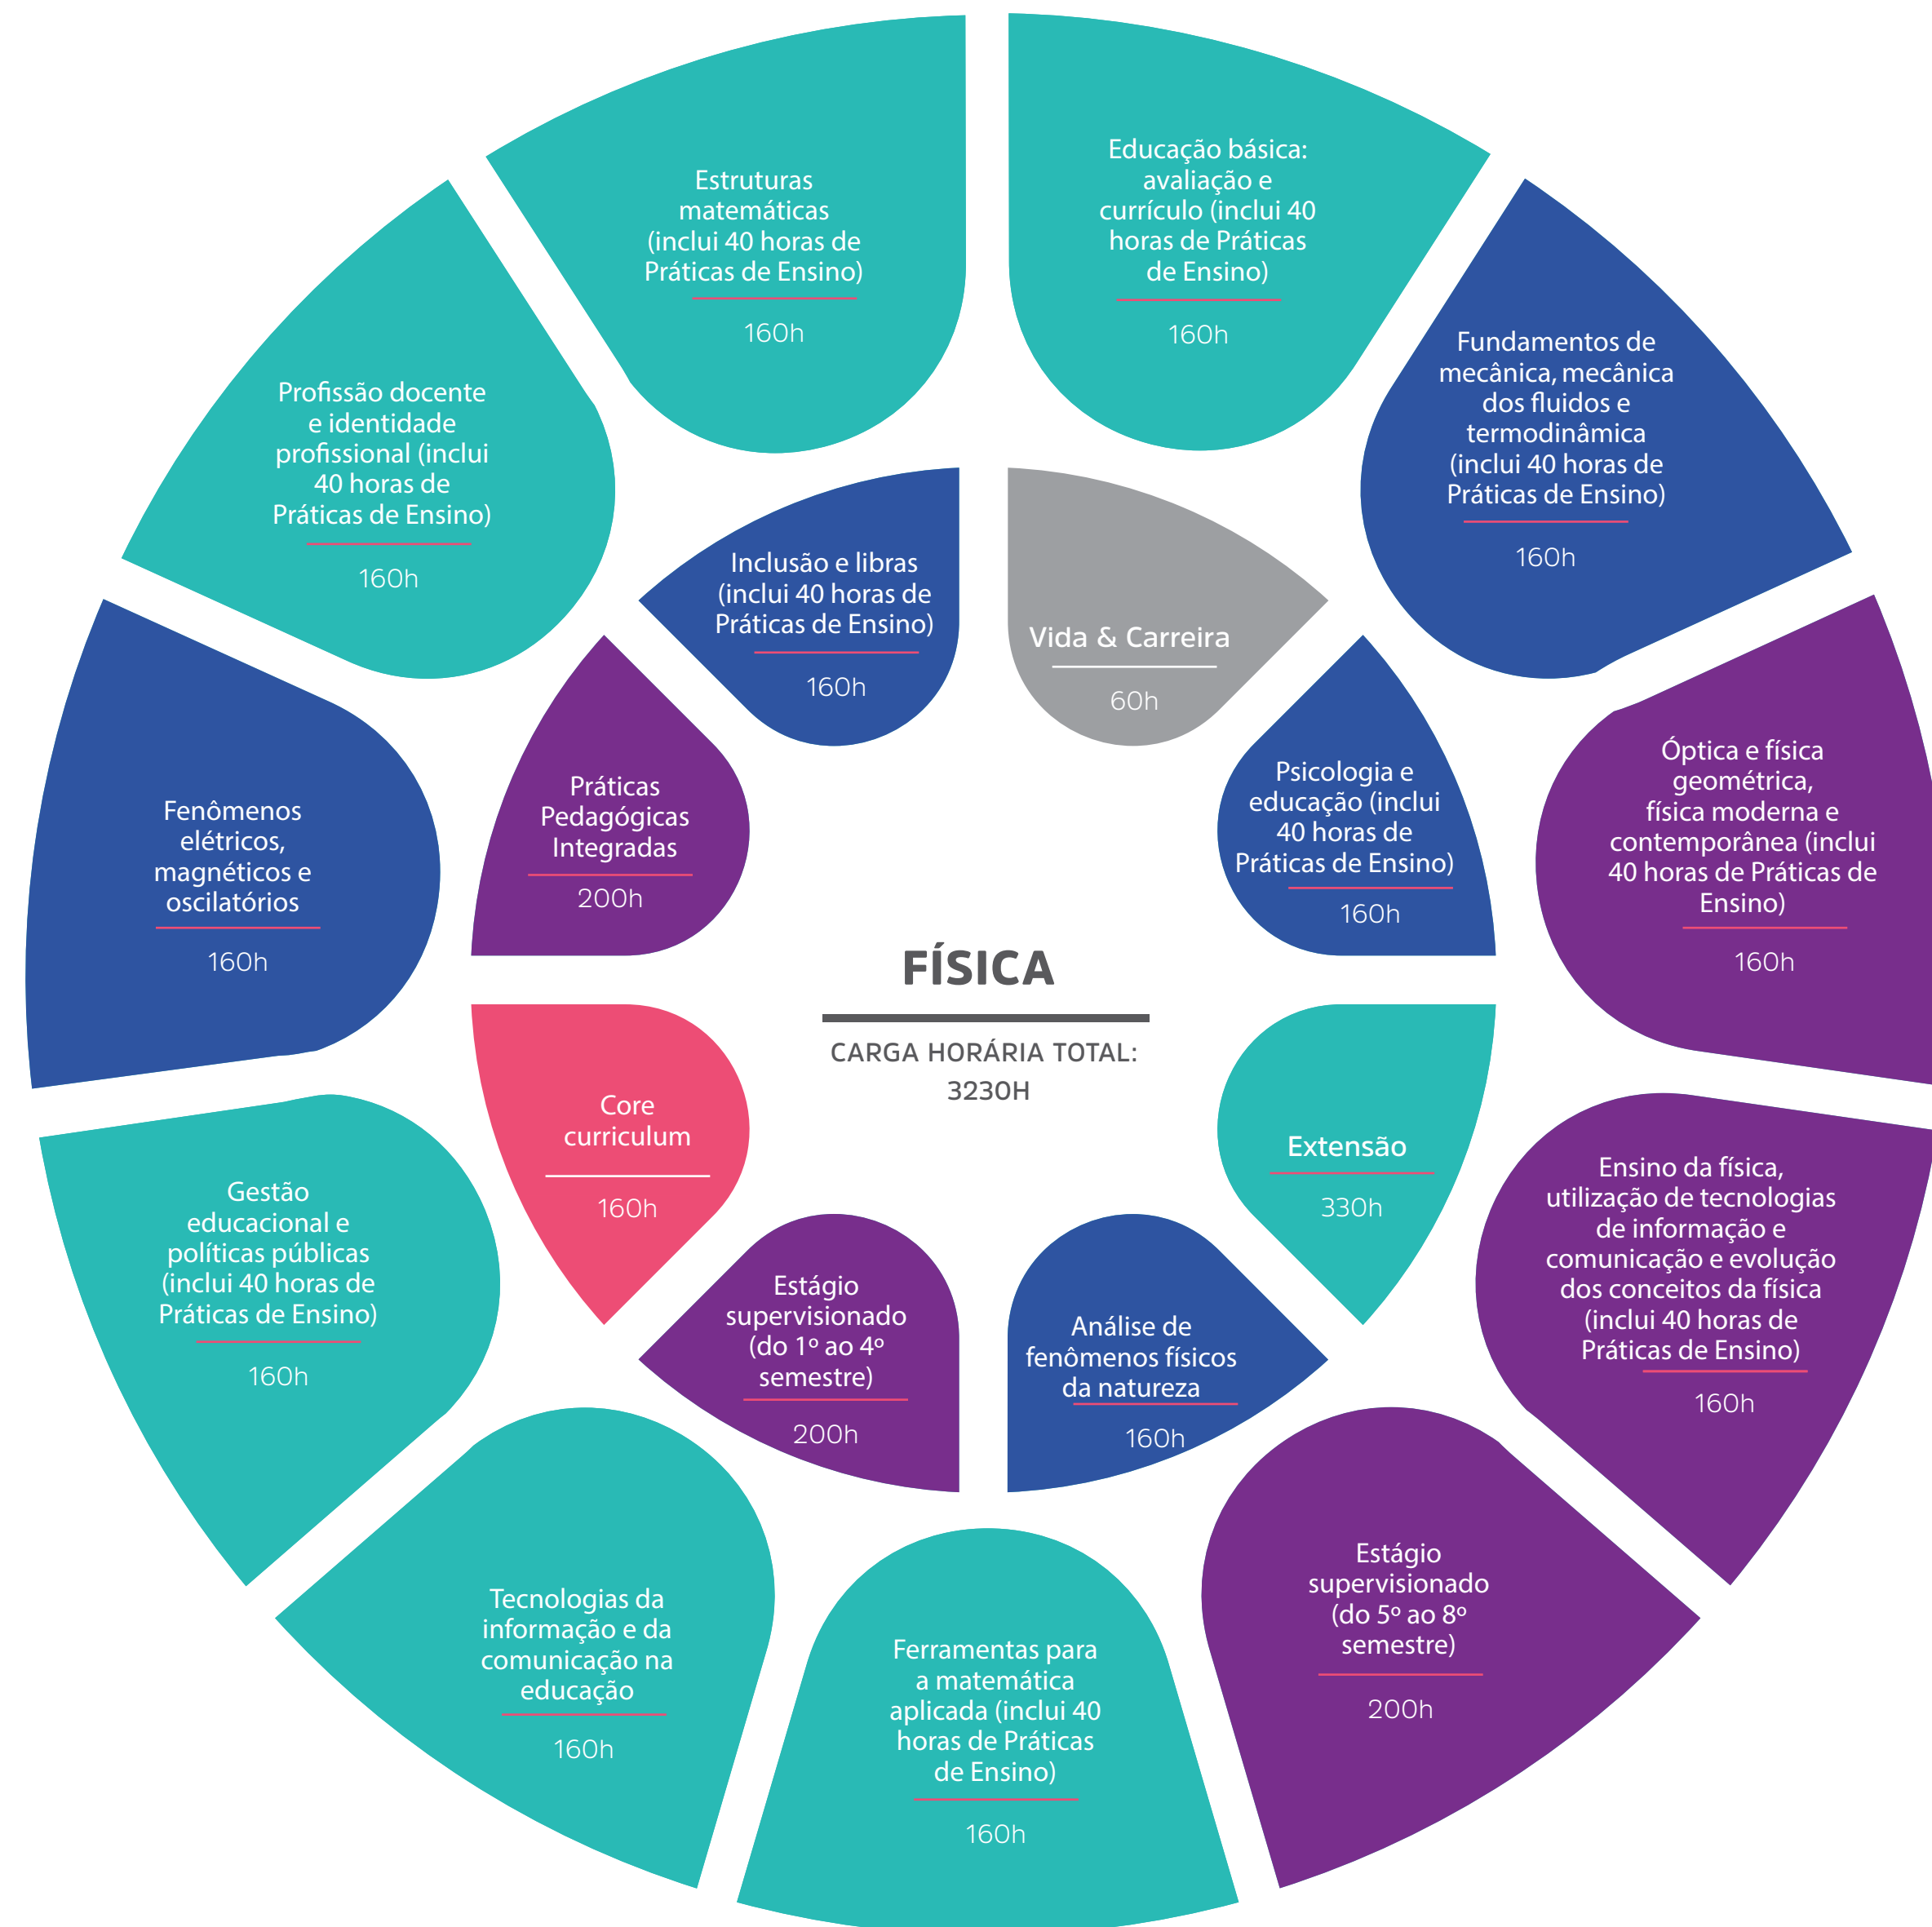 Estruturas
matemáticas
(inclui 40 horas de
Práticas de Ensino)
160h
Educação básica:
avaliação e
currículo (inclui 40
horas de Práticas
de Ensino)
160h
Fundamentos de
mecânica, mecânica
dos fluidos e
termodinâmica
(inclui 40 horas de
Práticas de Ensino)
160h
Profissão docente
e identidade
profissional (inclui
40 horas de
Práticas de Ensino)
160h
Inclusão e libras
(inclui 40 horas de
Práticas de Ensino)
160h
Vida & Carreira
60h
Óptica e física
geométrica,
física moderna e
contemporânea (inclui
40 horas de Práticas de
Ensino)
160h
Psicologia e
educação (inclui
40 horas de
Práticas de Ensino)
160h
Práticas
Pedagógicas
Integradas
200h
Fenômenos
elétricos,
magnéticos e
oscilatórios
160h
FÍSICA
CARGA HORÁRIA TOTAL:
3230H
Core
curriculum
160h
Extensão
330h
Gestão
educacional e
políticas públicas
(inclui 40 horas de
Práticas de Ensino)
160h
Ensino da física,
utilização de tecnologias
de informação e
comunicação e evolução
dos conceitos da física
(inclui 40 horas de
Práticas de Ensino)
160h
Estágio
supervisionado
(do 1º ao 4º
semestre)
200h
Análise de
fenômenos físicos
da natureza
160h
Estágio
supervisionado
(do 5º ao 8º
semestre)
200h
Tecnologias da
informação e da
comunicação na
educação
160h
Ferramentas para
a matemática
aplicada (inclui 40
horas de Práticas
de Ensino)
160h